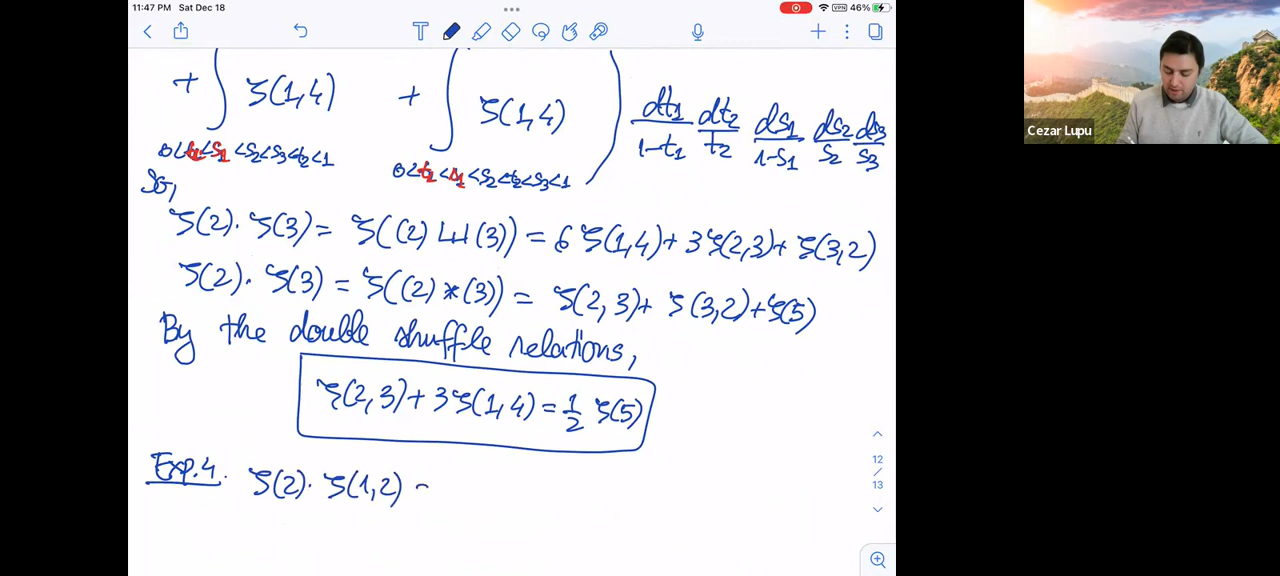 11:47 PM Sat Dec 18
VPN 46%
T
+ ∫ ζ(1,4) + ∫ ζ(1,4) ) dt1/1-t1 dt2/t2 ds1/1-s1 ds2/s2 ds3/s3
0<t1<s1<s2<s3<t2<1 0<t1<s1<s2<t2<s3<1
So,
ζ(2)·ζ(3) = ζ((2) Ш (3)) = 6ζ(1,4) + 3ζ(2,3) + ζ(3,2)
ζ(2)·ζ(3) = ζ((2) * (3)) = ζ(2,3) + ζ(3,2) + ζ(5)
By the double shuffle relations,
ζ(2,3) + 3ζ(1,4) = 1/2 ζ(5)
Exp.4. ζ(2)·ζ(1,2) -
12
/
13
Cezar Lupu